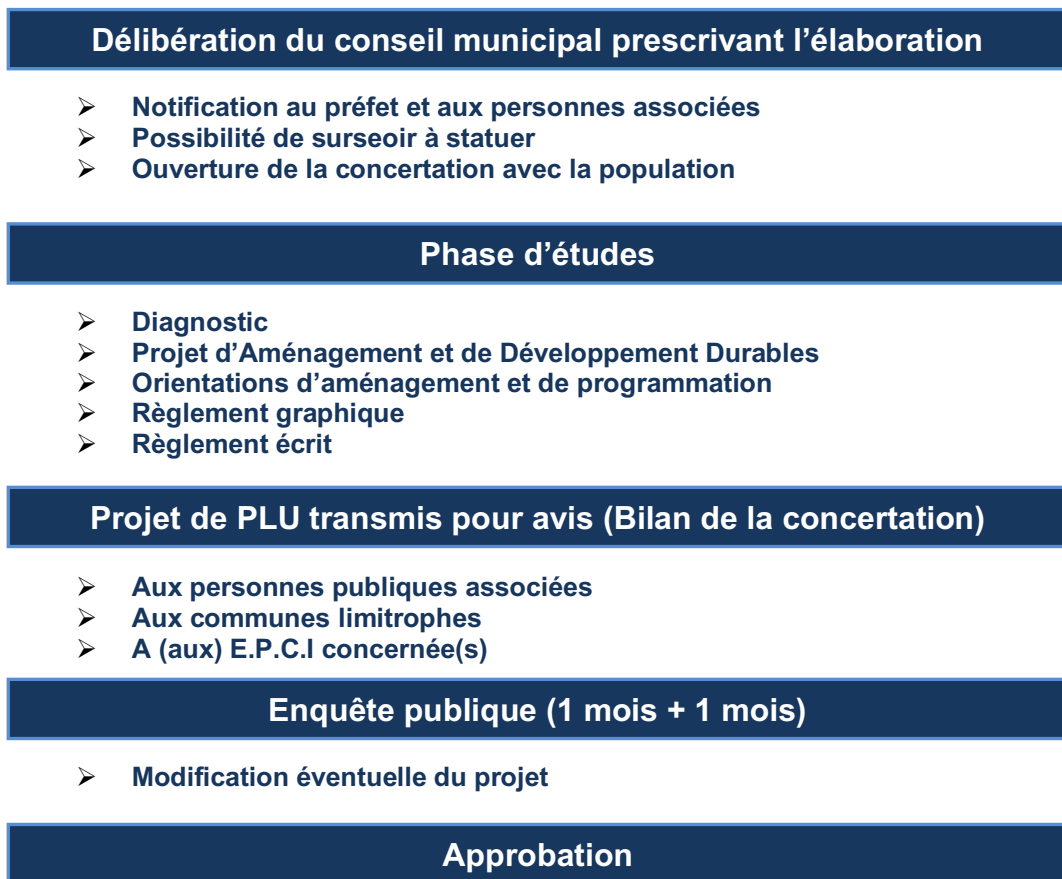 Délibération du conseil municipal prescrivant l’élaboration
➢ Notification au préfet et aux personnes associées
➢ Possibilité de surseoir à statuer
➢ Ouverture de la concertation avec la population
Phase d’études
➢ Diagnostic
➢ Projet d’Aménagement et de Développement Durables
➢ Orientations d’aménagement et de programmation
➢ Règlement graphique
➢ Règlement écrit
Projet de PLU transmis pour avis (Bilan de la concertation)
➢ Aux personnes publiques associées
➢ Aux communes limitrophes
➢ A (aux) E.P.C.I concernée(s)
Enquête publique (1 mois + 1 mois)
➢ Modification éventuelle du projet
Approbation